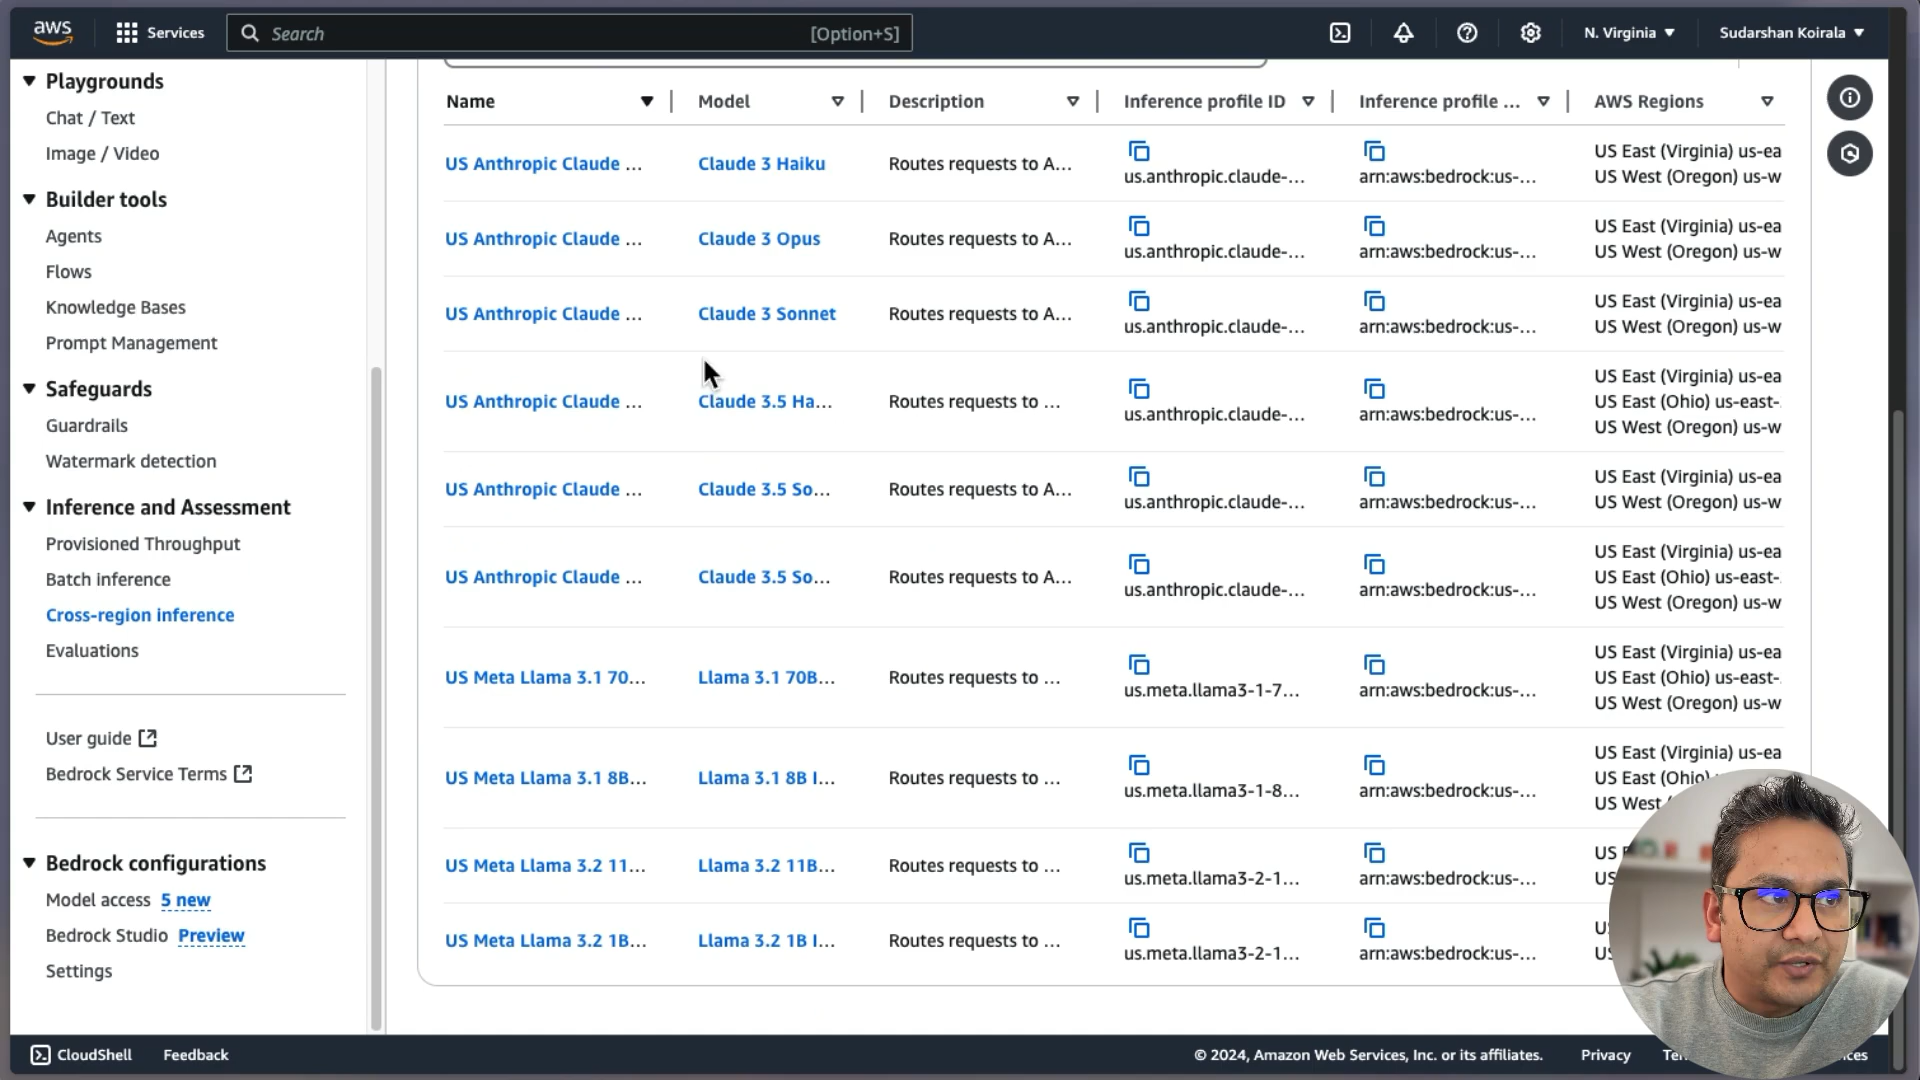 aws
Services
Search
[Option+S]
N. Virginia
Sudarshan Koirala
Playgrounds
Chat / Text
Image / Video
Builder tools
Agents
Flows
Knowledge Bases
Prompt Management
Safeguards
Guardrails
Watermark detection
Inference and Assessment
Provisioned Throughput
Batch inference
Cross-region inference
Evaluations
User guide
Bedrock Service Terms
Bedrock configurations
Model access 5 new
Bedrock Studio Preview
Settings
Name Model Description Inference profile ID Inference profile ... AWS Regions
US Anthropic Claude ... Claude 3 Haiku Routes requests to A... us.anthropic.claude-... arn:aws:bedrock:us-...
US East (Virginia) us-ea
US West (Oregon) us-w
US Anthropic Claude ... Claude 3 Opus Routes requests to A... us.anthropic.claude-... arn:aws:bedrock:us-...
US East (Virginia) us-ea
US West (Oregon) us-w
US Anthropic Claude ... Claude 3 Sonnet Routes requests to A... us.anthropic.claude-... arn:aws:bedrock:us-...
US East (Virginia) us-ea
US West (Oregon) us-w
US Anthropic Claude ... Claude 3.5 Ha... Routes requests to ... us.anthropic.claude-... arn:aws:bedrock:us-...
US East (Virginia) us-ea
US East (Ohio) us-east-
US West (Oregon) us-w
US Anthropic Claude ... Claude 3.5 So... Routes requests to A... us.anthropic.claude-... arn:aws:bedrock:us-...
US East (Virginia) us-ea
US West (Oregon) us-w
US Anthropic Claude ... Claude 3.5 So... Routes requests to A... us.anthropic.claude-... arn:aws:bedrock:us-...
US East (Virginia) us-ea
US East (Ohio) us-east-
US West (Oregon) us-w
US Meta Llama 3.1 70... Llama 3.1 70B... Routes requests to ... us.meta.llama3-1-7... arn:aws:bedrock:us-...
US East (Virginia) us-ea
US East (Ohio) us-east-
US West (Oregon) us-w
US Meta Llama 3.1 8B... Llama 3.1 8B I... Routes requests to ... us.meta.llama3-1-8... arn:aws:bedrock:us-...
US East (Virginia) us-ea
US East (Ohio)
US West
US Meta Llama 3.2 11... Llama 3.2 11B... Routes requests to ... us.meta.llama3-2-1... arn:aws:bedrock:us-...
US
US Meta Llama 3.2 1B... Llama 3.2 1B I... Routes requests to ... us.meta.llama3-2-1... arn:aws:bedrock:us-...
CloudShell Feedback © 2024, Amazon Web Services, Inc. or its affiliates. Privacy